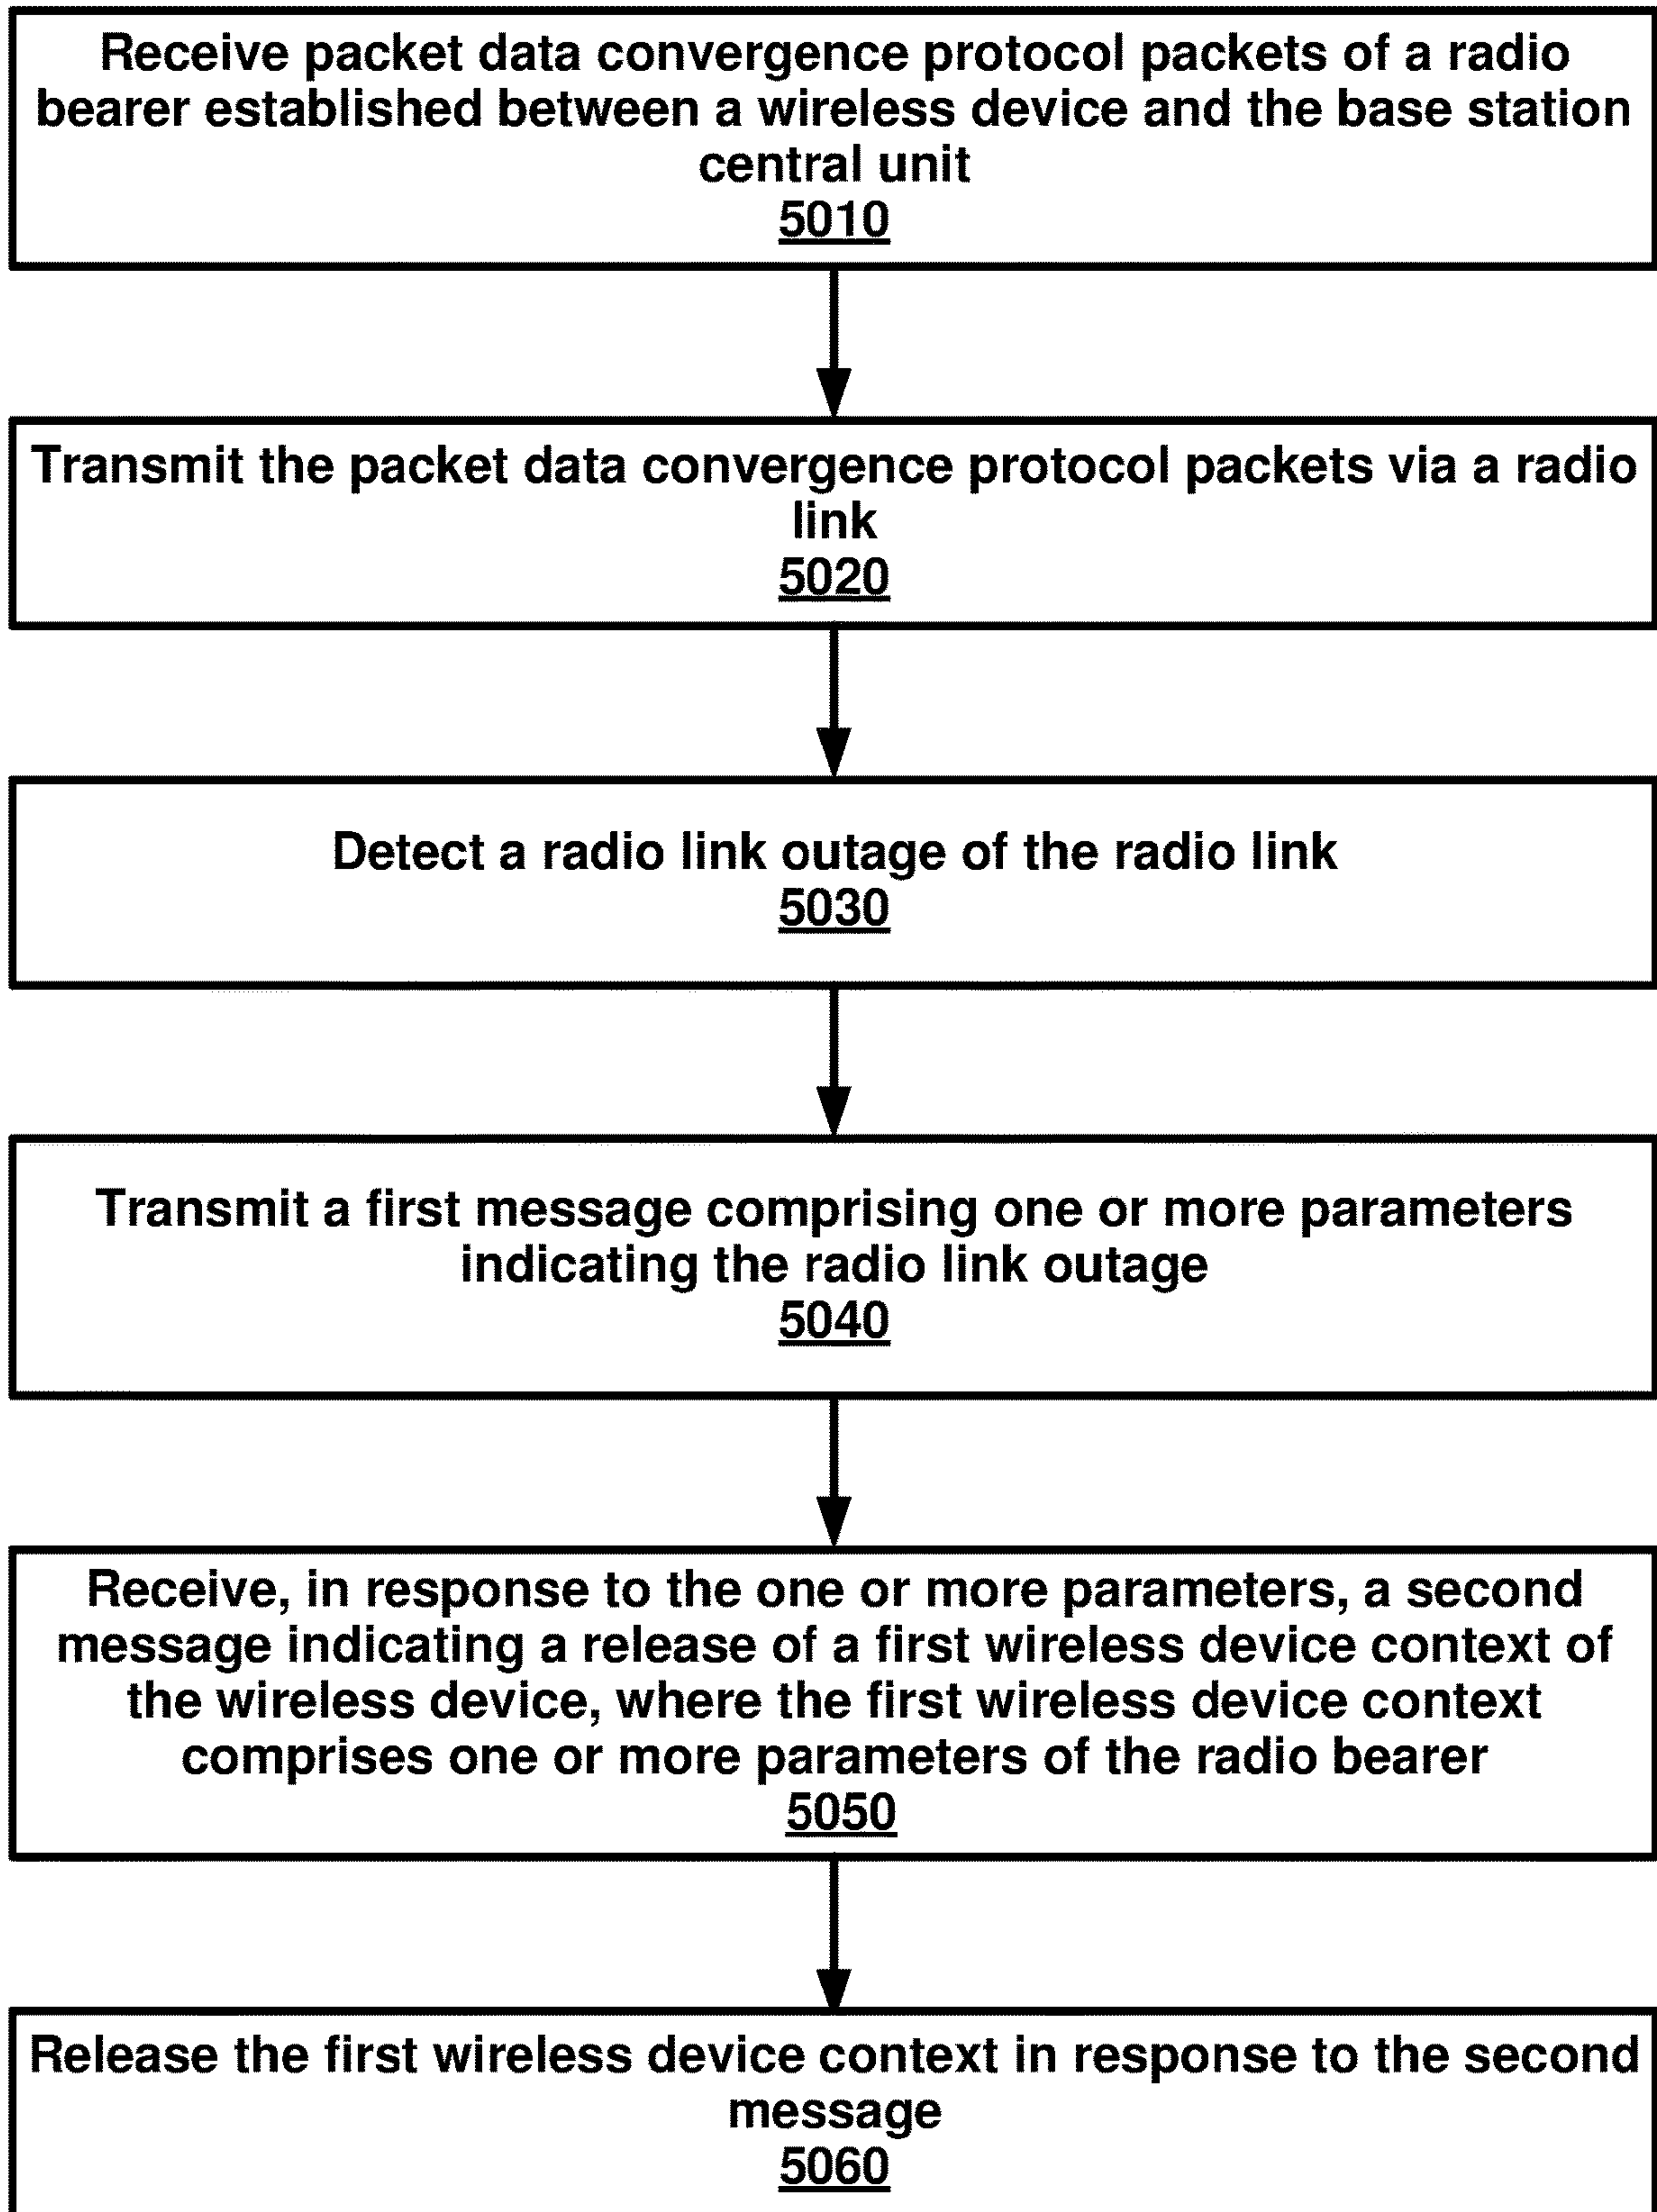 Receive packet data convergence protocol packets of a radio
bearer established between a wireless device and the base station
central unit
5010
Transmit the packet data convergence protocol packets via a radio
link
5020
Detect a radio link outage of the radio link
5030
Transmit a first message comprising one or more parameters
indicating the radio link outage
5040
Receive, in response to the one or more parameters, a second
message indicating a release of a first wireless device context of
the wireless device, where the first wireless device context
comprises one or more parameters of the radio bearer
5050
Release the first wireless device context in response to the second
message
5060